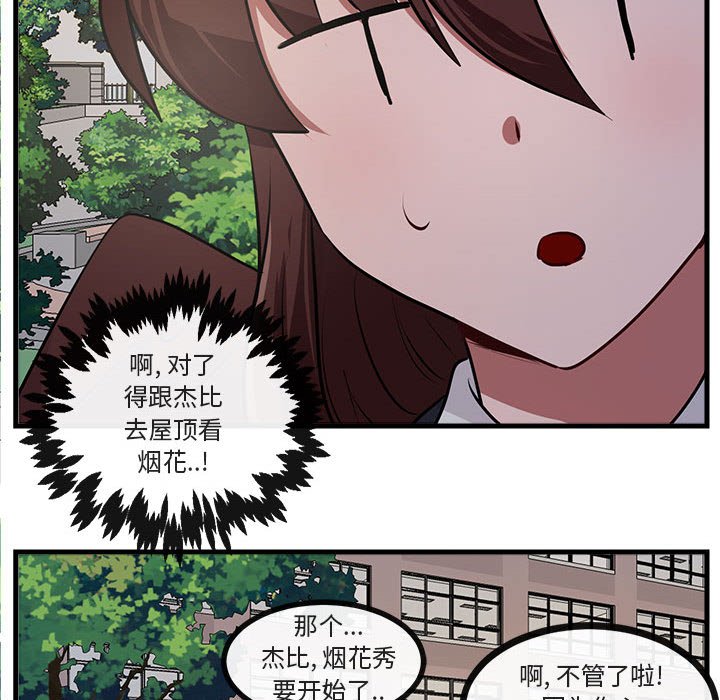 啊, 对了
得跟杰比
去屋顶看
烟花..!
那个...
杰比, 烟花秀
要开始了..
啊, 不管了啦!